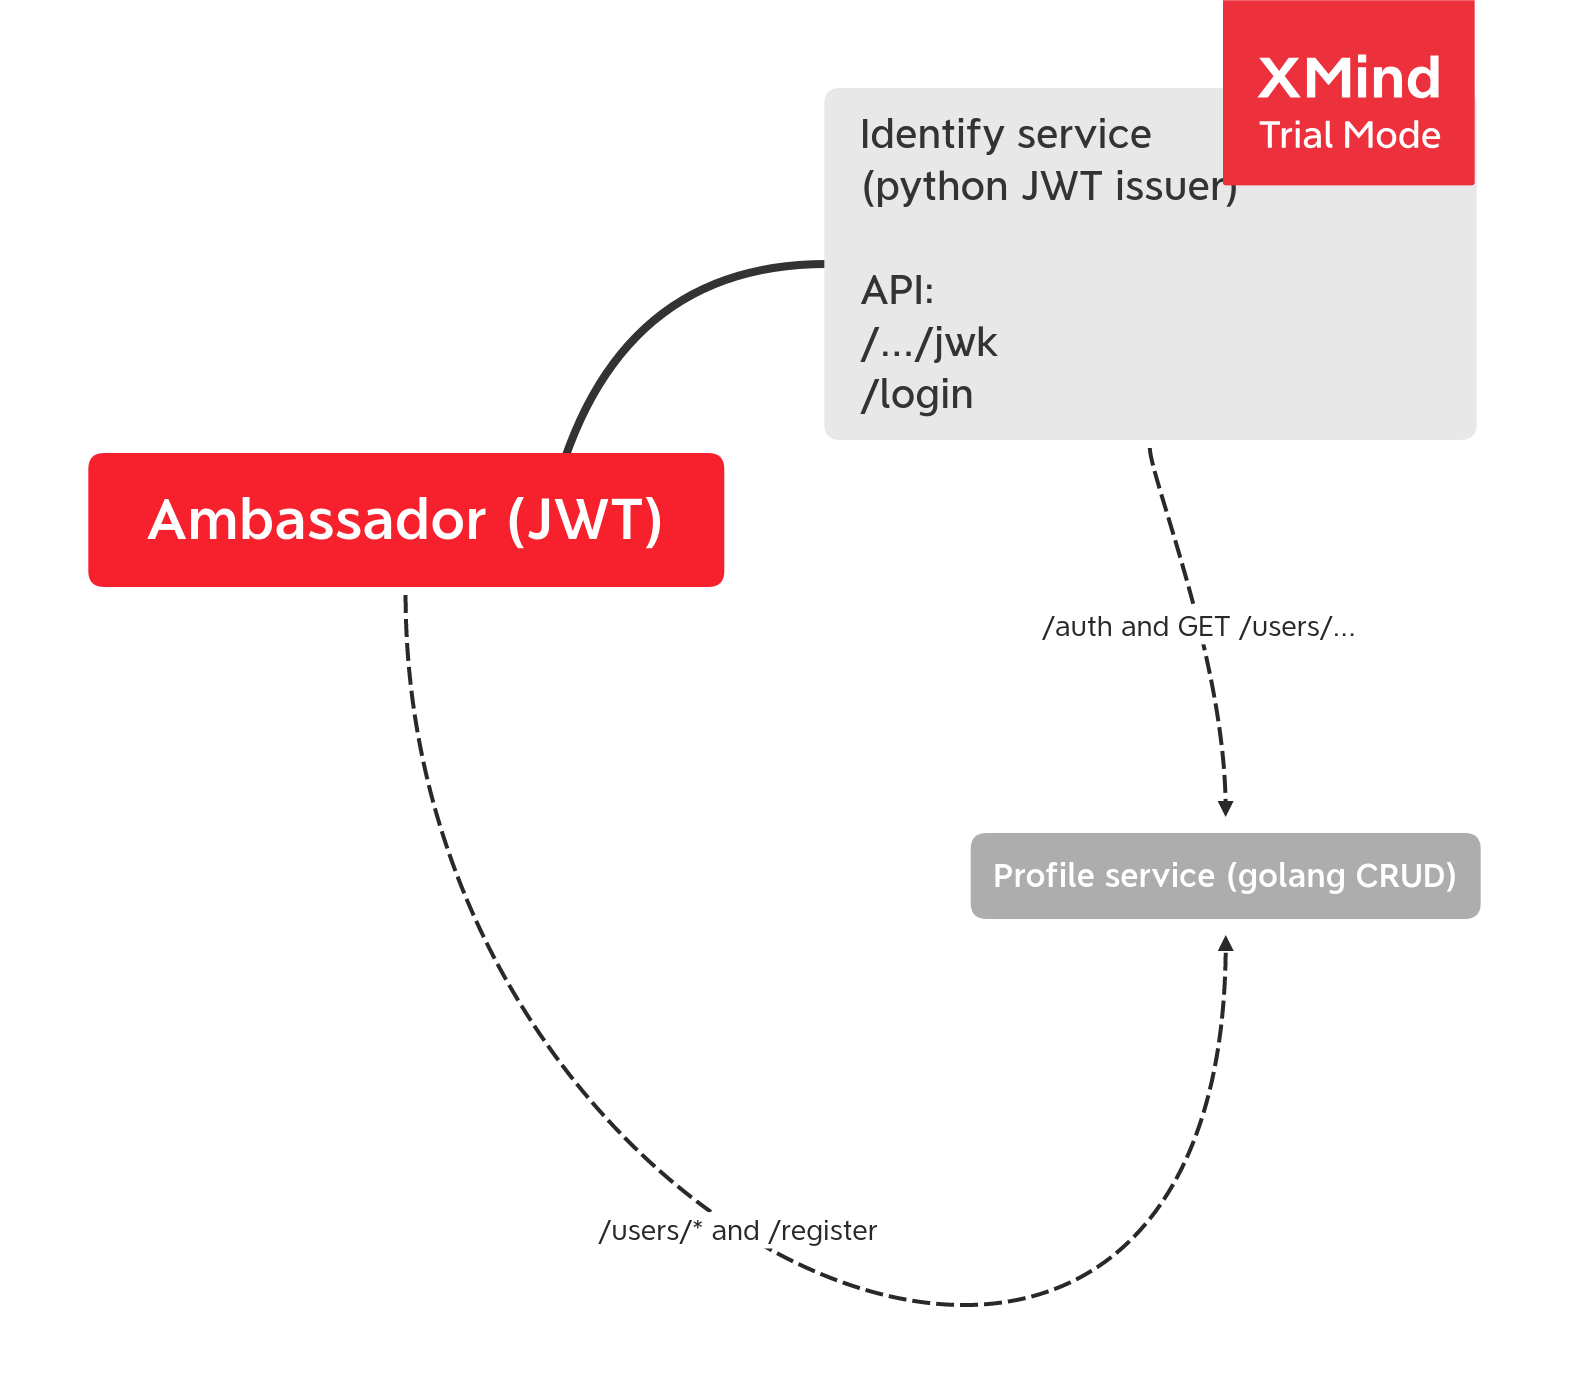 XMind
Trial Mode
Identify service
(python JWT issuer)
API:
/.../jwk
/login
Ambassador (JWT)
/auth and GET /users/...
Profile service (golang CRUD)
/users/* and /register